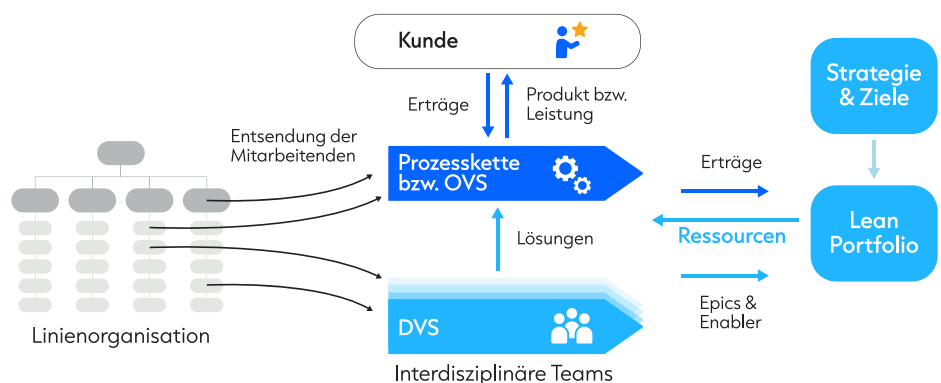 Kunde
Strategie
& Ziele
Erträge
Produkt bzw.
Leistung
Entsendung der
Mitarbeitenden
Prozesskette
bzw. OVS
Erträge
Lean
Portfolio
Ressourcen
Lösungen
Epics &
Enabler
DVS
Linienorganisation
Interdisziplinäre Teams